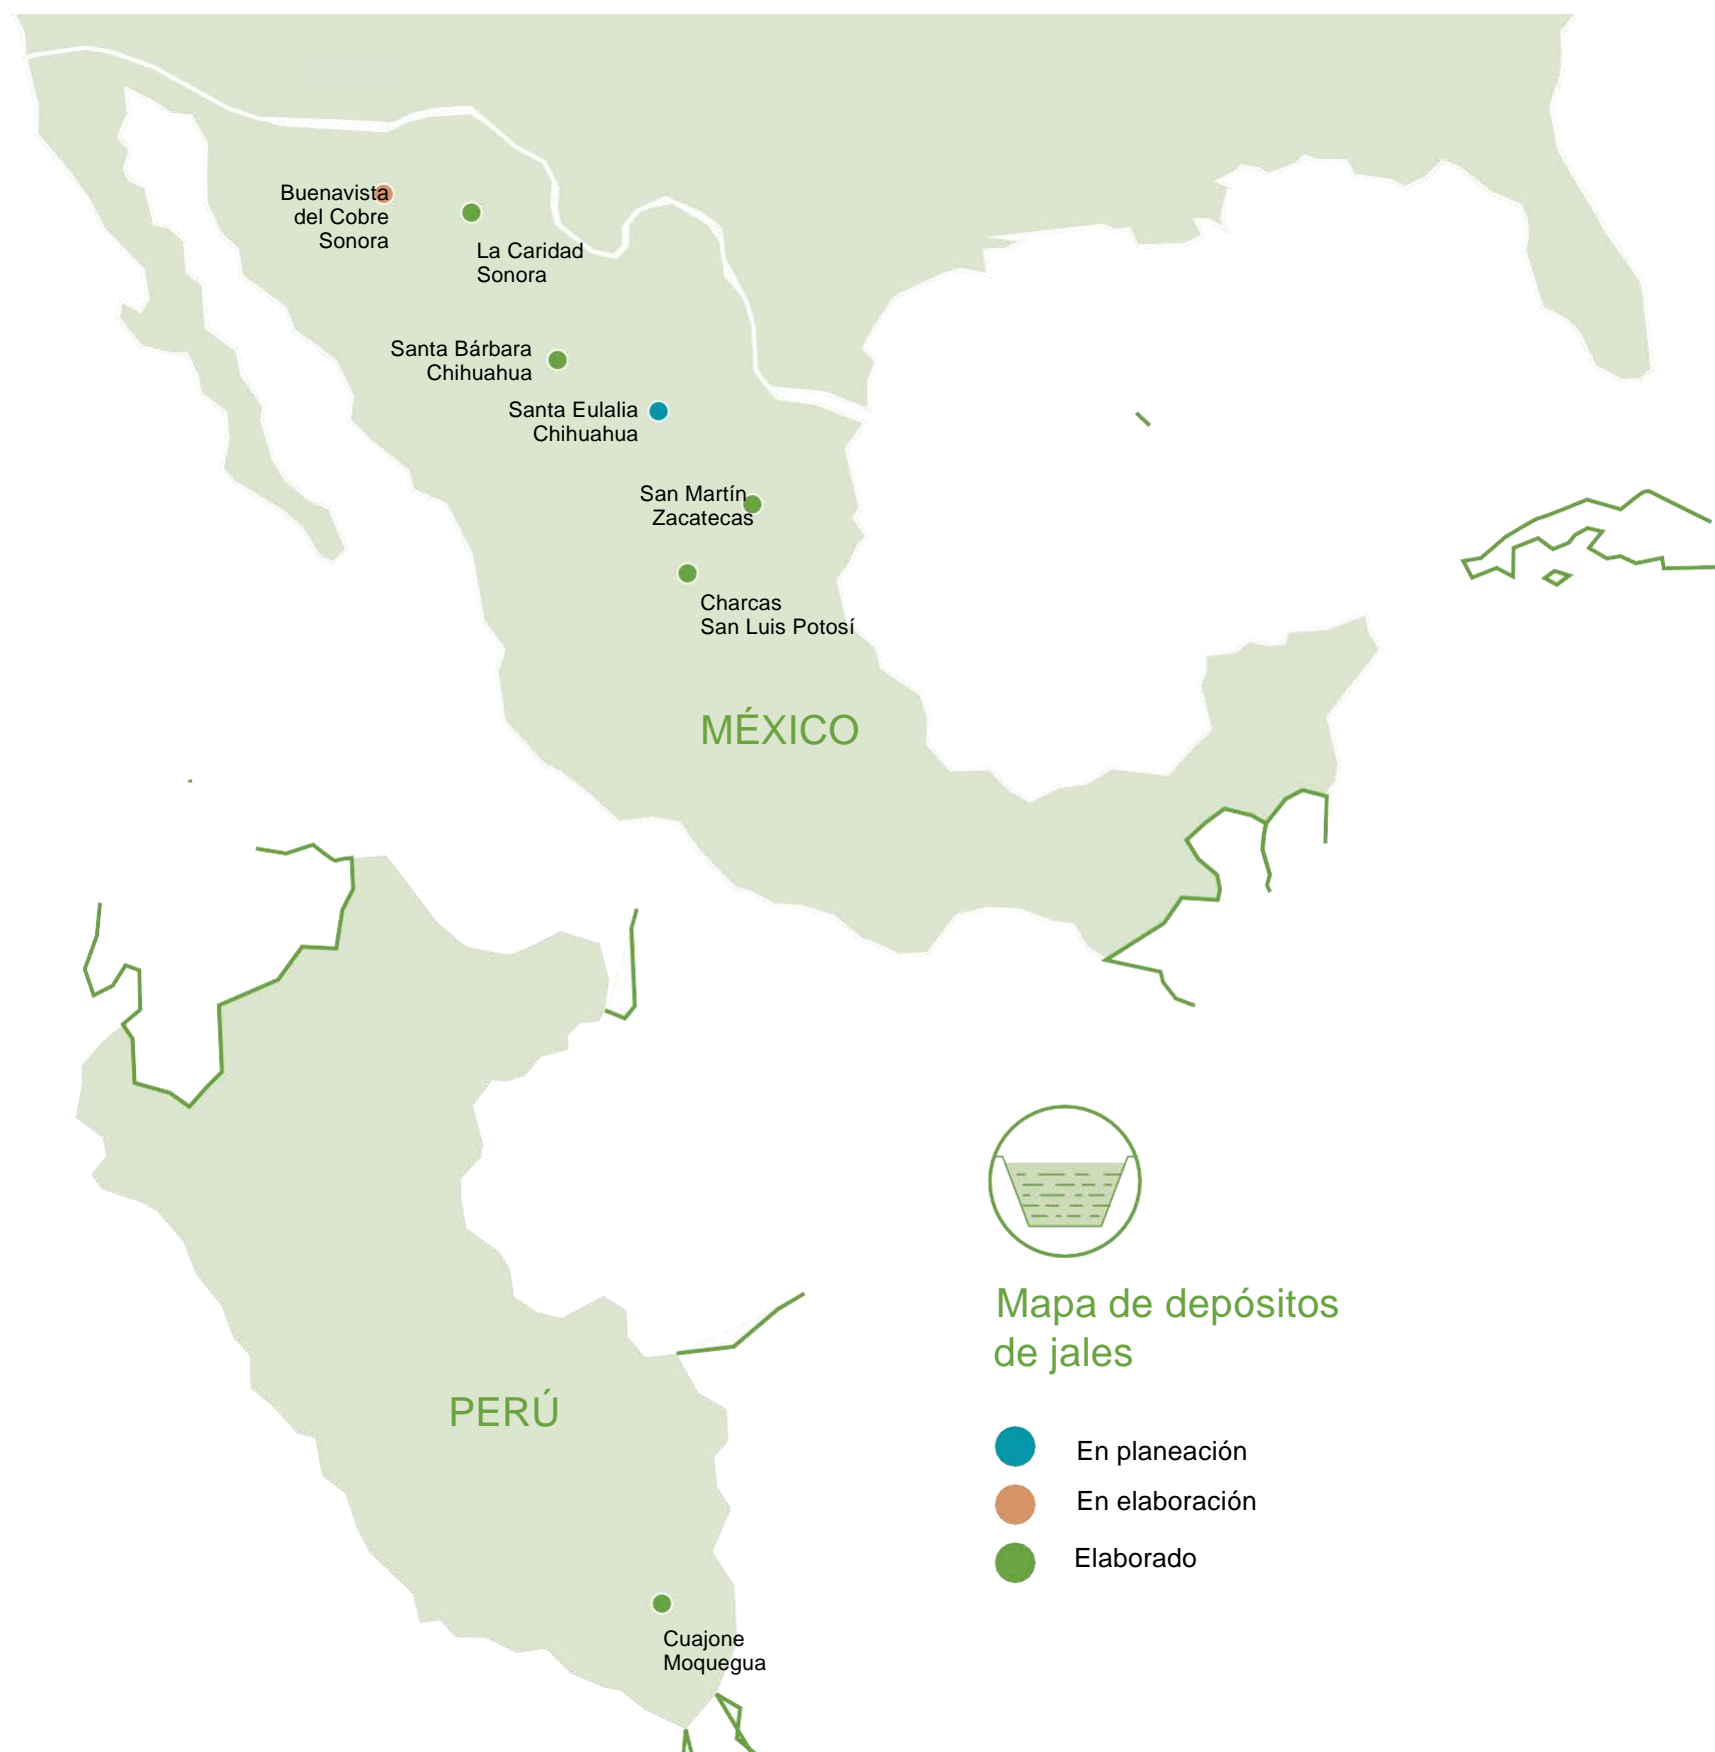 Buenavista
del Cobre
Sonora
La Caridad
Sonora
Santa Bárbara
Chihuahua
Santa Eulalia
Chihuahua
San Martín
Zacatecas
Charcas
San Luis Potosí
MÉXICO
PERÚ
Cuajone
Moquegua
Mapa de depósitos
de jales
En planeación
En elaboración
Elaborado